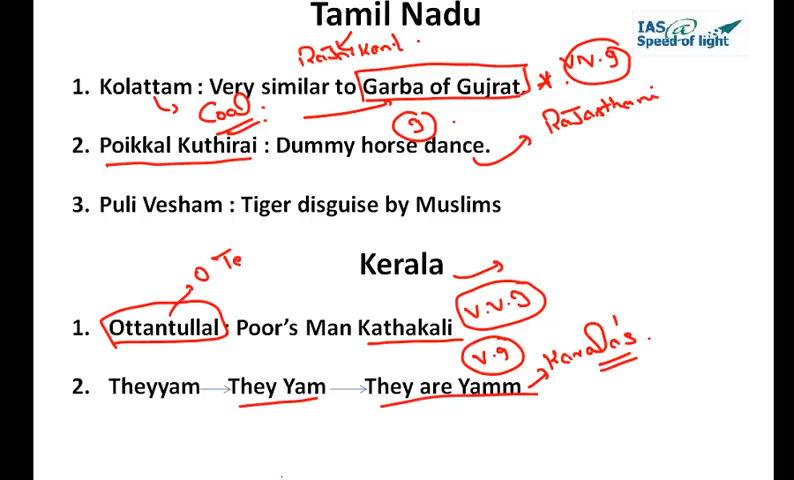 Tamil Nadu
IAS@
Speed of light
Rajnikant
1. Kolattam : Very similar to Garba of Gujrat. * V.V.9
Cool
9
Rajasthani
2. Poikkal Kuthirai : Dummy horse dance.
3. Puli Vesham : Tiger disguise by Muslims
O Te
Kerala
1. Ottantullal : Poor's Man Kathakali V.V.9
V.9
2. Theyyam They Yam They are Yamm